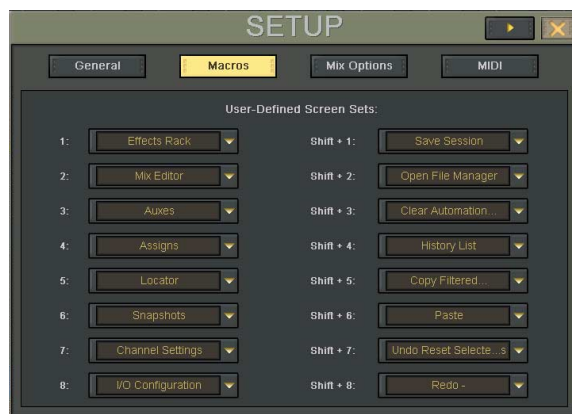 SETUP
General Macros Mix Options MIDI
User-Defined Screen Sets:
1: Effects Rack Shift + 1: Save Session
2: Mix Editor Shift + 2: Open File Manager
3: Auxes Shift + 3: Clear Automation...
4: Assigns Shift + 4: History List
5: Locator Shift + 5: Copy Filtered...
6: Snapshots Shift + 6: Paste
7: Channel Settings Shift + 7: Undo Reset Selecte...s
8: I/O Configuration Shift + 8: Redo -